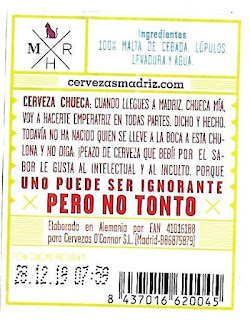 M R
H
Ingredientes
100% MALTA DE CEBADA, LÚPULOS,
LEVADURA Y AGUA.
cervezasmadriz.com
CERVEZA CHUECA: CUANDO LLEGUES A MADRIZ, CHUECA MÍA,
VOY A HACERTE EMPERATRIZ EN TODAS PARTES. DICHO Y HECHO,
TODAVÍA NO HA NACIDO QUIEN SE LLEVE A LA BOCA A ESTA CHU-
LONA Y NO DIGA: ¡PEAZO DE CERVEZA QUE BEBÍ! POR EL SA-
BOR LE GUSTA AL INTELECTUAL Y AL INCULTO, PORQUE
UNO PUEDE SER IGNORANTE
PERO NO TONTO
Elaborado en Alemania por EAN 41016188
para Cervezas O'Connor S.L. (Madrid-B86875879)
FECHA CONSUMO PREFERENTE
28.12.19 07:59
8 437016 620045